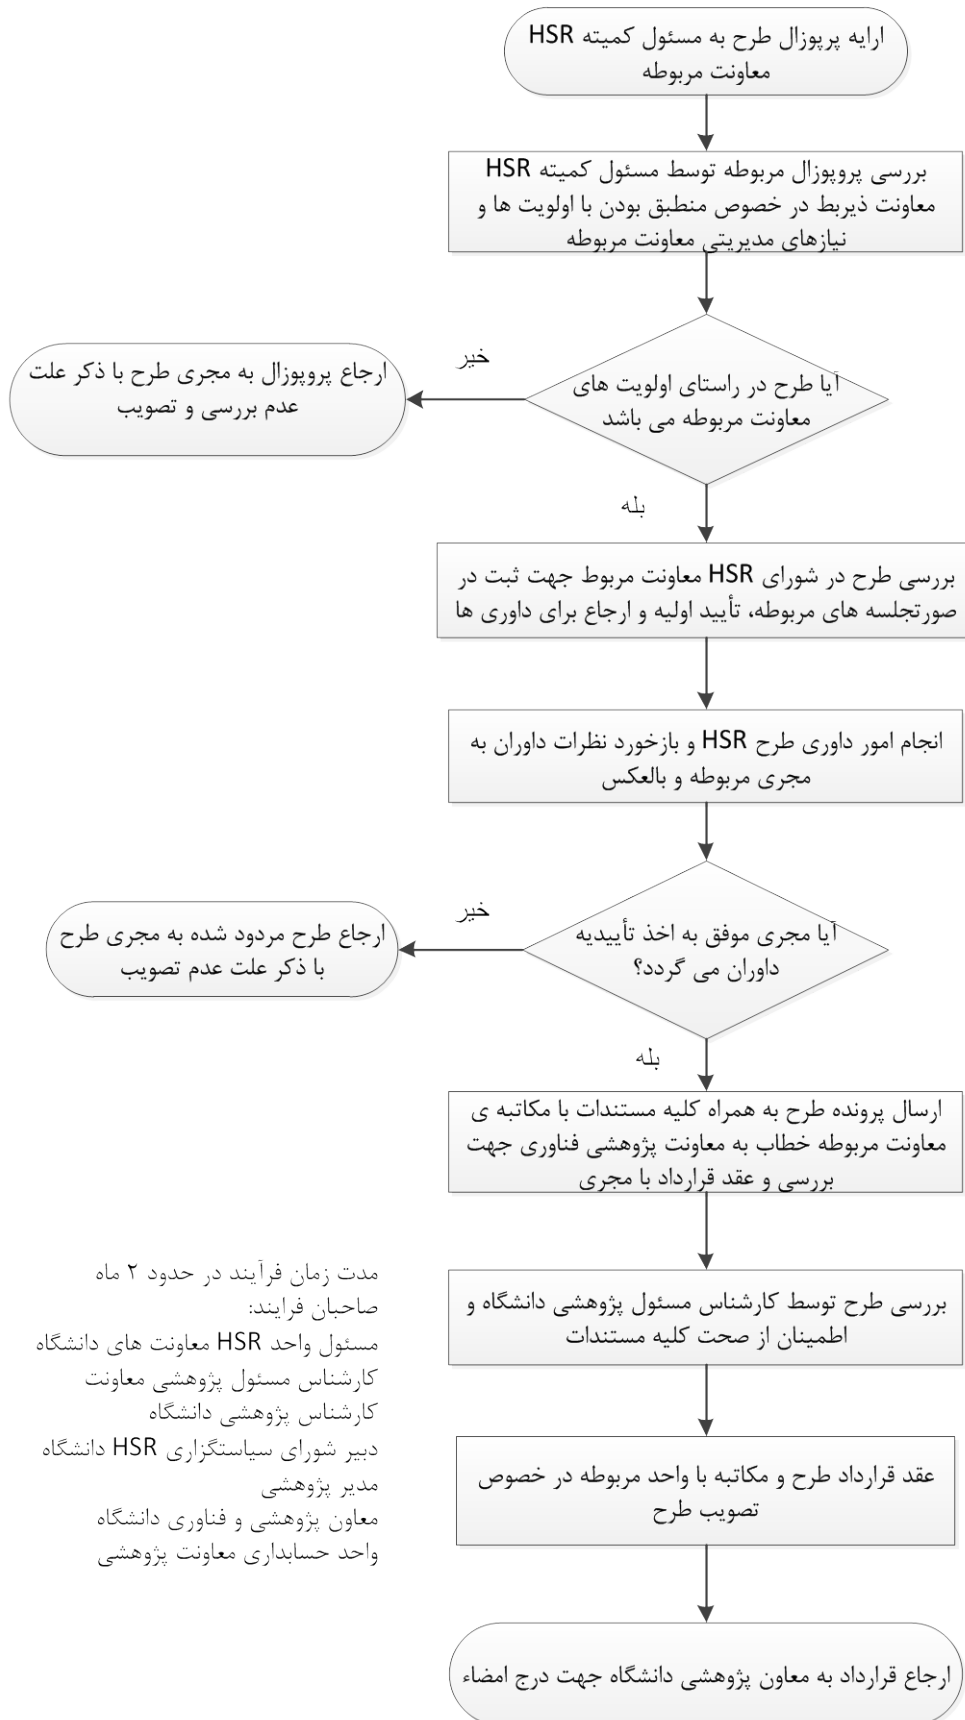 ارایه پرپوزال طرح به مسئول کمیته HSR
معاونت مربوطه
بررسی پروپوزال مربوطه توسط مسئول کمیته HSR
معاونت ذیربط در خصوص منطبق بودن با اولویت ها و
نیازهای مدیریتی معاونت مربوطه
آیا طرح در راستای اولویت های
معاونت مربوطه می باشد
خیر
ارجاع پروپوزال به مجری طرح با ذکر علت
عدم بررسی و تصویب
بله
بررسی طرح در شورای HSR معاونت مربوط جهت ثبت در
صورتجلسه های مربوطه، تأیید اولیه و ارجاع برای داوری ها
انجام امور داوری طرح HSR و بازخورد نظرات داوران به
مجری مربوطه و بالعکس
آیا مجری موفق به اخذ تأییدیه
داوران می گردد؟
خیر
ارجاع طرح مردود شده به مجری طرح
با ذکر علت عدم تصویب
بله
ارسال پرونده طرح به همراه کلیه مستندات با مکاتبه ی
معاونت مربوطه خطاب به معاونت پژوهشی فناوری جهت
بررسی و عقد قرارداد با مجری
بررسی طرح توسط کارشناس مسئول پژوهشی دانشگاه و
اطمینان از صحت کلیه مستندات
عقد قرارداد طرح و مکاتبه با واحد مربوطه در خصوص
تصویب طرح
ارجاع قرارداد به معاون پژوهشی دانشگاه جهت درج امضاء
مدت زمان فرآیند در حدود ۲ ماه
صاحبان فرایند:
مسئول واحد HSR معاونت های دانشگاه
کارشناس مسئول پژوهشی معاونت
کارشناس پژوهشی دانشگاه
دبیر شورای سیاستگزاری HSR دانشگاه
مدیر پژوهشی
معاون پژوهشی و فناوری دانشگاه
واحد حسابداری معاونت پژوهشی